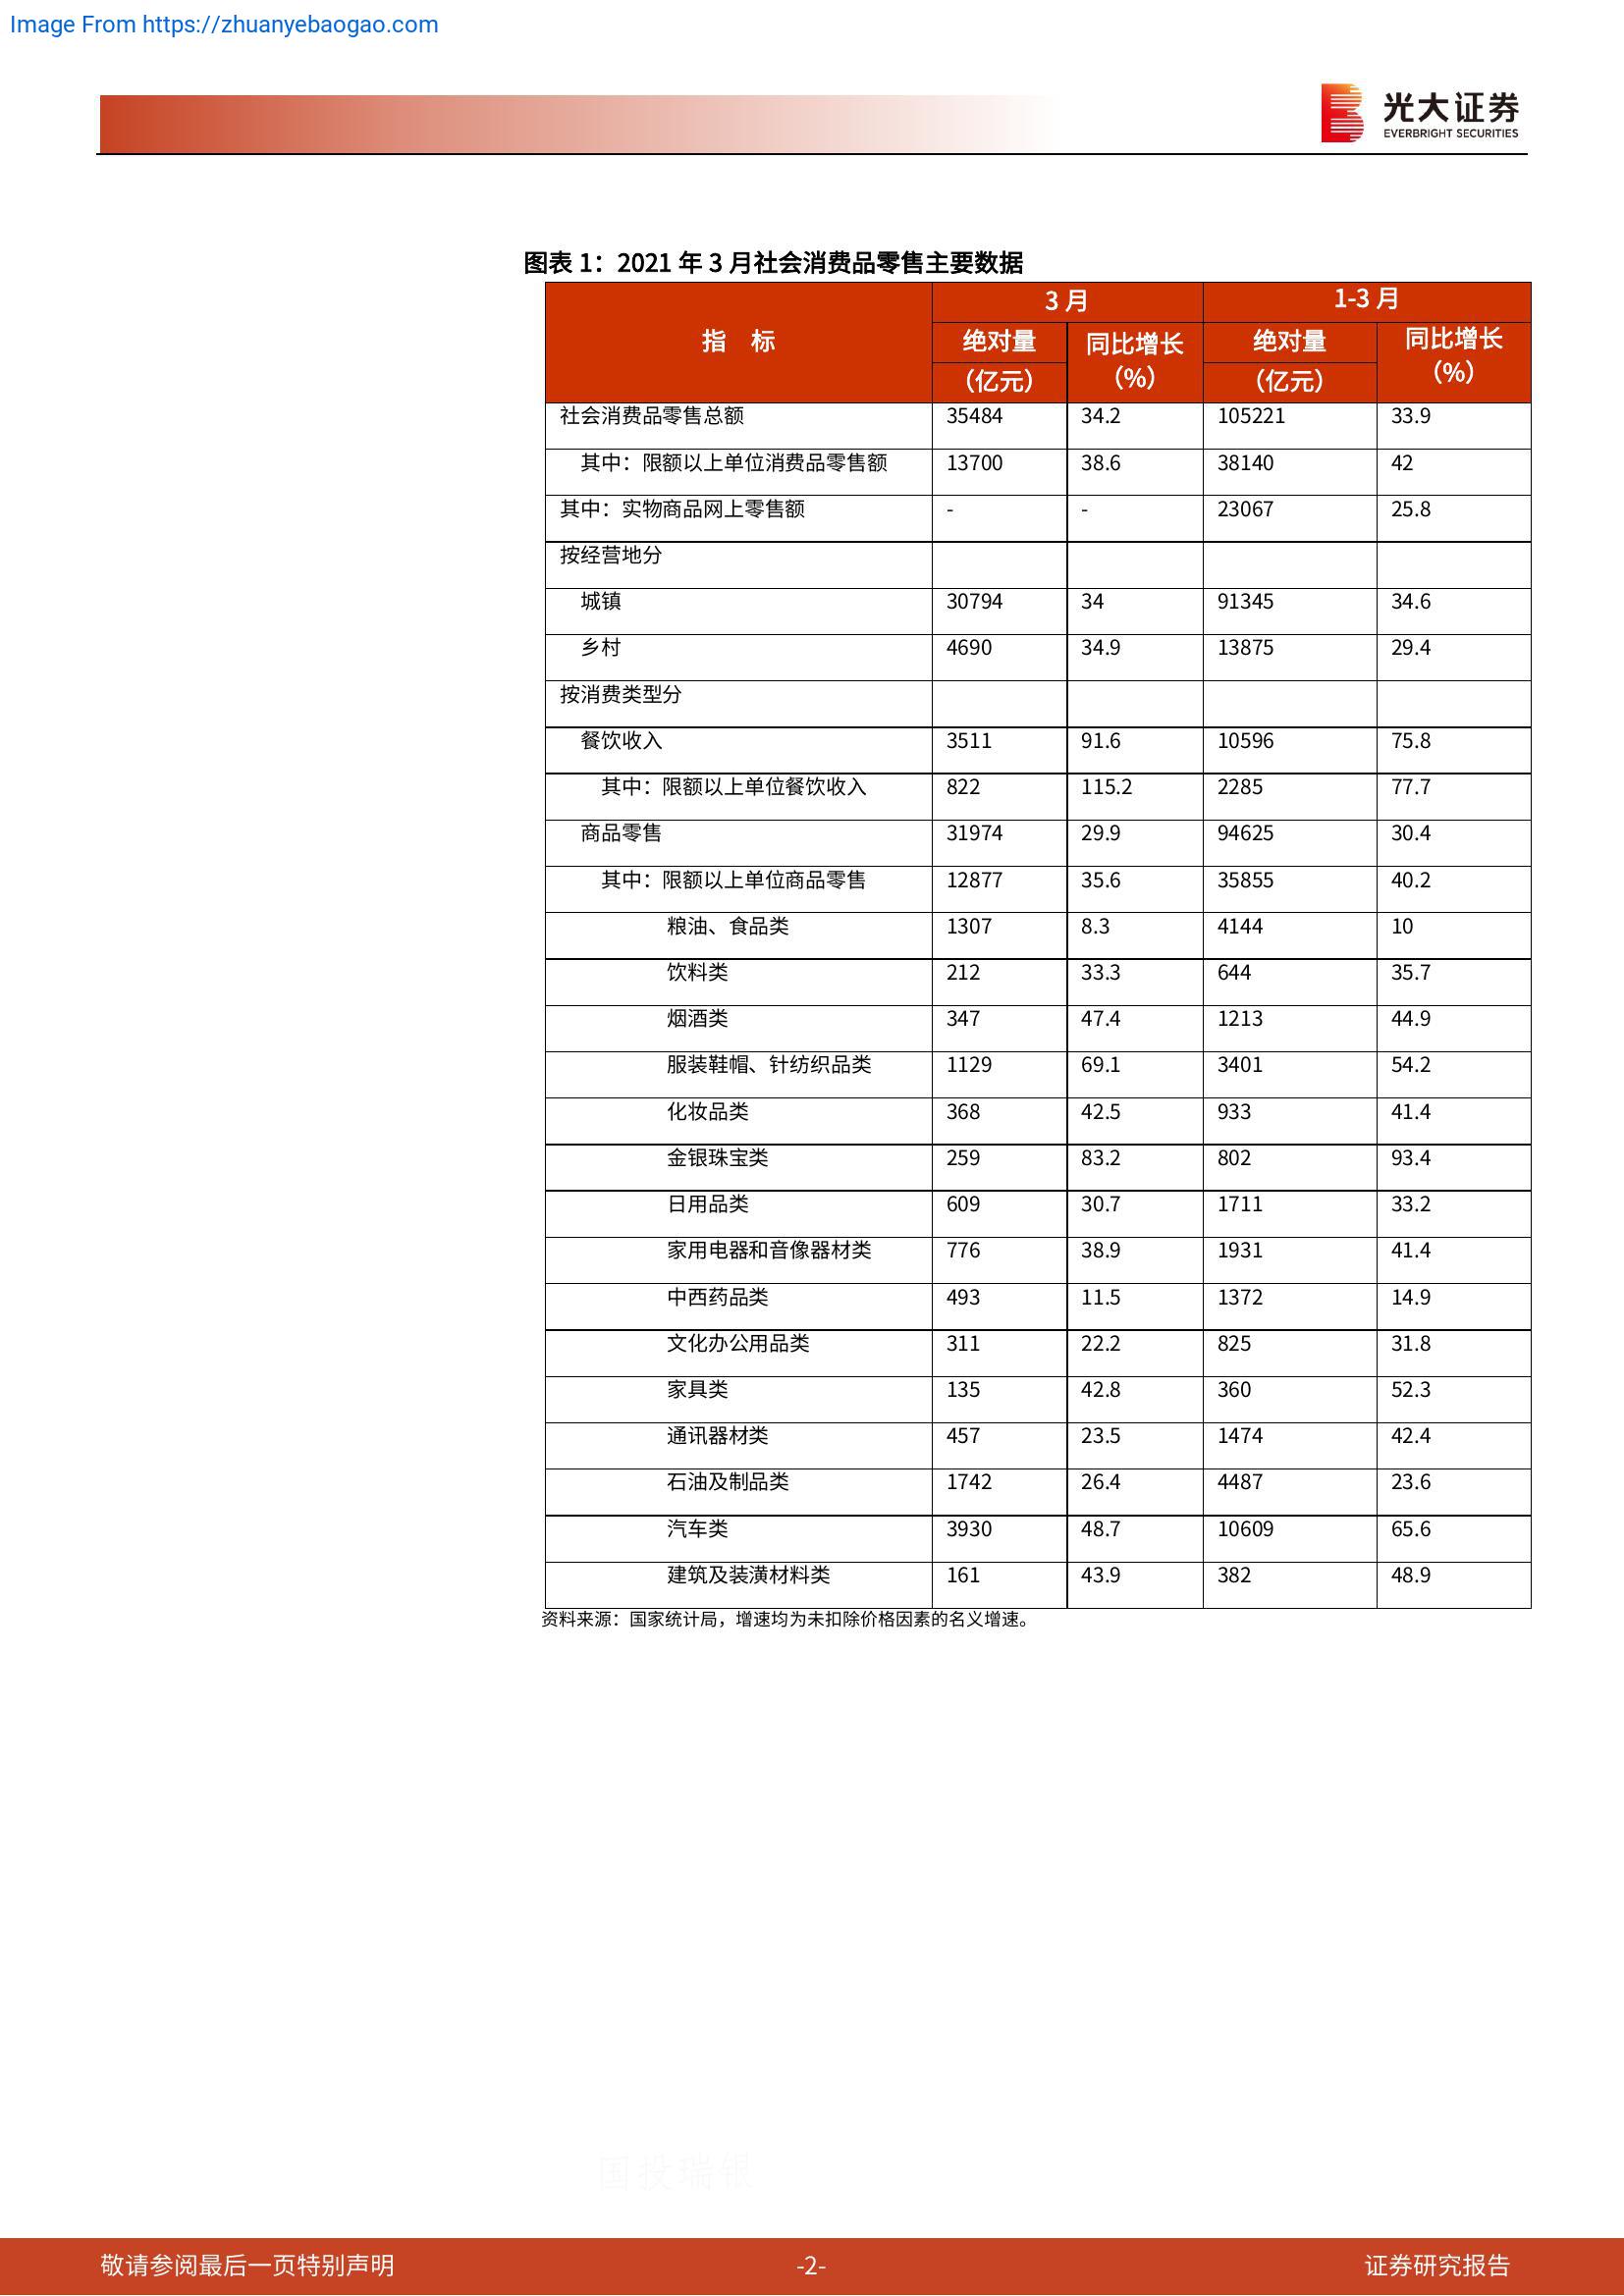 Image From https://zhuanyebaogao.com
光大证券
EVERBRIGHT SECURITIES
图表 1：2021 年 3 月社会消费品零售主要数据
指 标 3 月 1-3 月
绝对量 同比增长 绝对量 同比增长
（亿元） （%） （亿元） （%）
社会消费品零售总额 35484 34.2 105221 33.9
其中：限额以上单位消费品零售额 13700 38.6 38140 42
其中：实物商品网上零售额 - - 23067 25.8
按经营地分
城镇 30794 34 91345 34.6
乡村 4690 34.9 13875 29.4
按消费类型分
餐饮收入 3511 91.6 10596 75.8
其中：限额以上单位餐饮收入 822 115.2 2285 77.7
商品零售 31974 29.9 94625 30.4
其中：限额以上单位商品零售 12877 35.6 35855 40.2
粮油、食品类 1307 8.3 4144 10
饮料类 212 33.3 644 35.7
烟酒类 347 47.4 1213 44.9
服装鞋帽、针纺织品类 1129 69.1 3401 54.2
化妆品类 368 42.5 933 41.4
金银珠宝类 259 83.2 802 93.4
日用品类 609 30.7 1711 33.2
家用电器和音像器材类 776 38.9 1931 41.4
中西药品类 493 11.5 1372 14.9
文化办公用品类 311 22.2 825 31.8
家具类 135 42.8 360 52.3
通讯器材类 457 23.5 1474 42.4
石油及制品类 1742 26.4 4487 23.6
汽车类 3930 48.7 10609 65.6
建筑及装潢材料类 161 43.9 382 48.9
资料来源：国家统计局，增速均为未扣除价格因素的名义增速。
国投瑞银
敬请参阅最后一页特别声明 -2- 证券研究报告